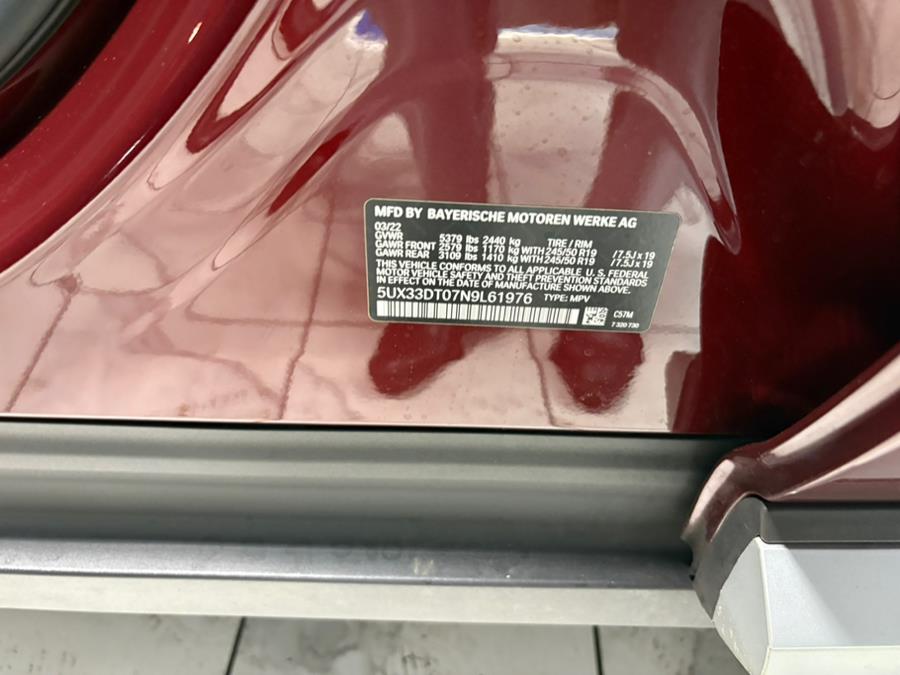 MFD BY BAYERISCHE MOTOREN WERKE AG
03/22
GVWR 5379 lbs 2440 kg TIRE / RIM
GAWR FRONT 2579 lbs 1170 kg WITH 245/50 R19 / 7.5J x 19
GAWR REAR 3109 lbs 1410 kg WITH 245/50 R19 / 7.5J x 19
THIS VEHICLE CONFORMS TO ALL APPLICABLE U. S. FEDERAL
MOTOR VEHICLE SAFETY AND THEFT PREVENTION STANDARDS
IN EFFECT ON THE DATE OF MANUFACTURE SHOWN ABOVE.
5UX33DT07N9L61976 TYPE: MPV
C57M
7 320 730